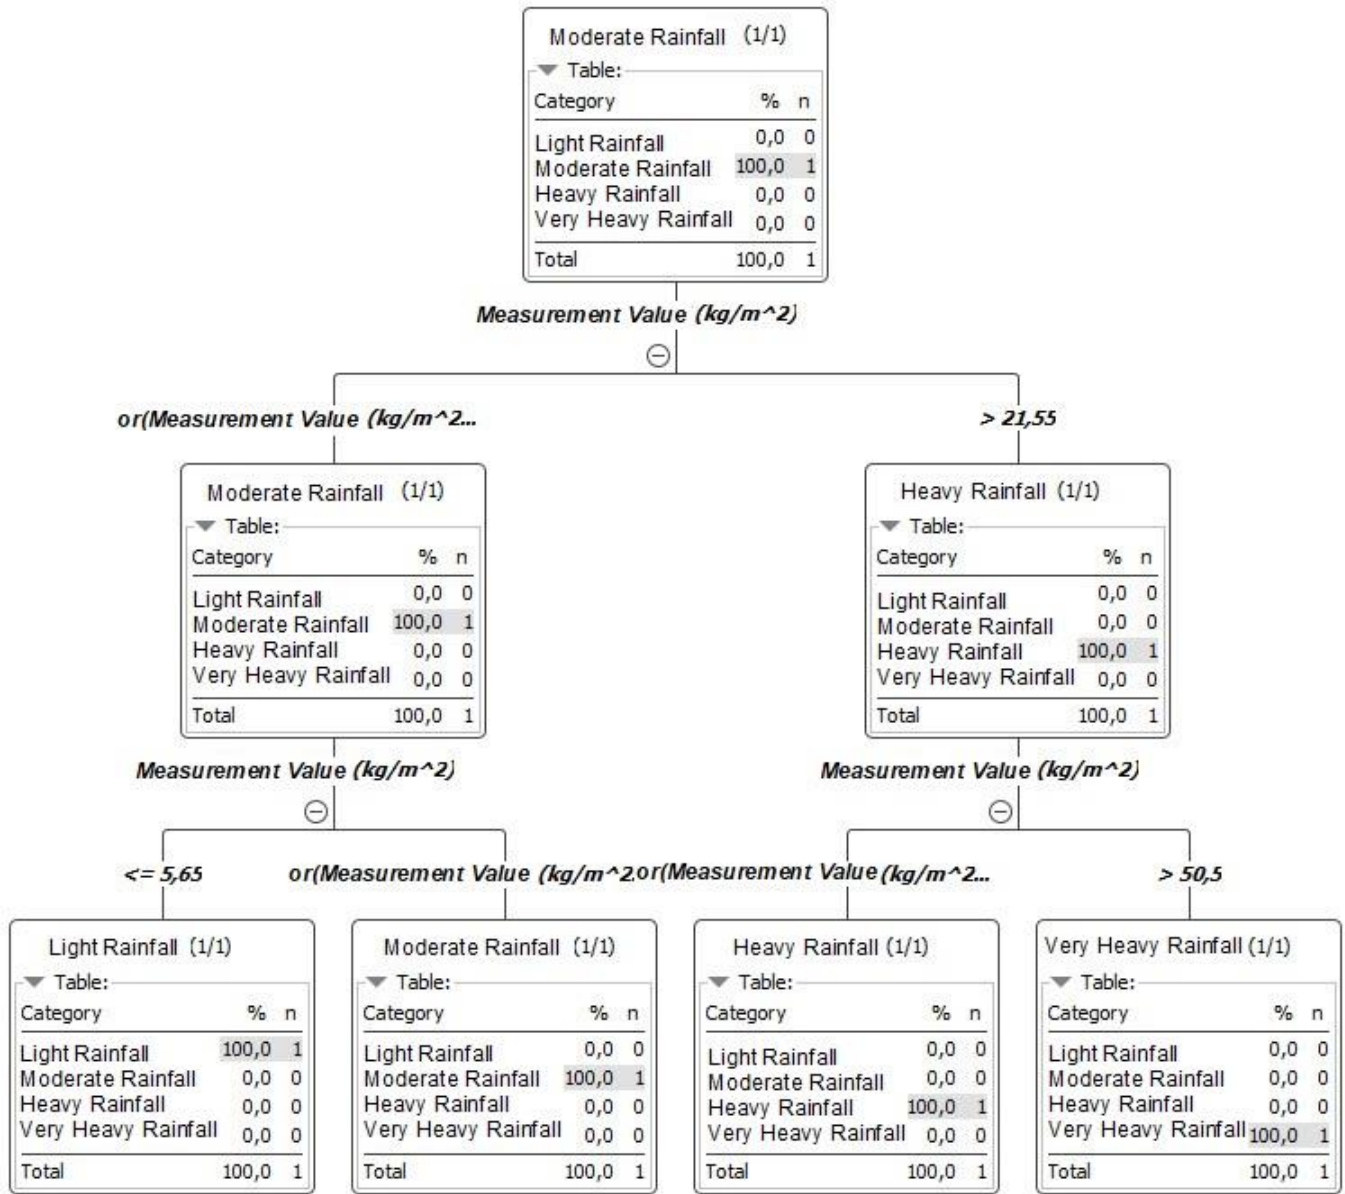 Moderate Rainfall (1/1)
Table:
Category % n
Light Rainfall 0,0 0
Moderate Rainfall 100,0 1
Heavy Rainfall 0,0 0
Very Heavy Rainfall 0,0 0
Total 100,0 1
Measurement Value (kg/m^2)
or(Measurement Value (kg/m^2...
> 21,55
Moderate Rainfall (1/1)
Table:
Category % n
Light Rainfall 0,0 0
Moderate Rainfall 100,0 1
Heavy Rainfall 0,0 0
Very Heavy Rainfall 0,0 0
Total 100,0 1
Heavy Rainfall (1/1)
Table:
Category % n
Light Rainfall 0,0 0
Moderate Rainfall 0,0 0
Heavy Rainfall 100,0 1
Very Heavy Rainfall 0,0 0
Total 100,0 1
Measurement Value (kg/m^2)
Measurement Value (kg/m^2)
<= 5,65
or(Measurement Value (kg/m^2.
or(Measurement Value (kg/m^2...
> 50,5
Light Rainfall (1/1)
Table:
Category % n
Light Rainfall 100,0 1
Moderate Rainfall 0,0 0
Heavy Rainfall 0,0 0
Very Heavy Rainfall 0,0 0
Total 100,0 1
Moderate Rainfall (1/1)
Table:
Category % n
Light Rainfall 0,0 0
Moderate Rainfall 100,0 1
Heavy Rainfall 0,0 0
Very Heavy Rainfall 0,0 0
Total 100,0 1
Heavy Rainfall (1/1)
Table:
Category % n
Light Rainfall 0,0 0
Moderate Rainfall 0,0 0
Heavy Rainfall 100,0 1
Very Heavy Rainfall 0,0 0
Total 100,0 1
Very Heavy Rainfall (1/1)
Table:
Category % n
Light Rainfall 0,0 0
Moderate Rainfall 0,0 0
Heavy Rainfall 0,0 0
Very Heavy Rainfall 100,0 1
Total 100,0 1